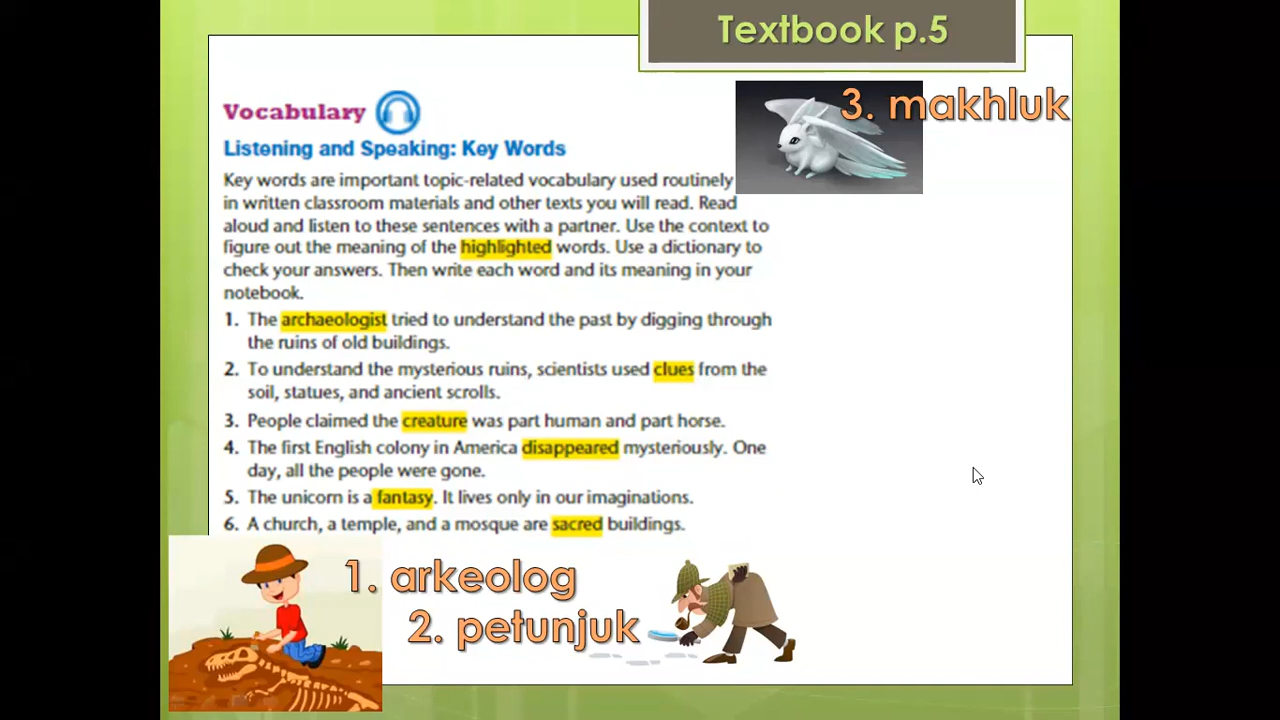 Textbook p.5
3. makhluk
Vocabulary
Listening and Speaking: Key Words
Key words are important topic-related vocabulary used routinely
in written classroom materials and other texts you will read. Read
aloud and listen to these sentences with a partner. Use the context to
figure out the meaning of the highlighted words. Use a dictionary to
check your answers. Then write each word and its meaning in your
notebook.
1. The archaeologist tried to understand the past by digging through
the ruins of old buildings.
2. To understand the mysterious ruins, scientists used clues from the
soil, statues, and ancient scrolls.
3. People claimed the creature was part human and part horse.
4. The first English colony in America disappeared mysteriously. One
day, all the people were gone.
5. The unicorn is a fantasy. It lives only in our imaginations.
6. A church, a temple, and a mosque are sacred buildings.
1. arkeolog
2. petunjuk